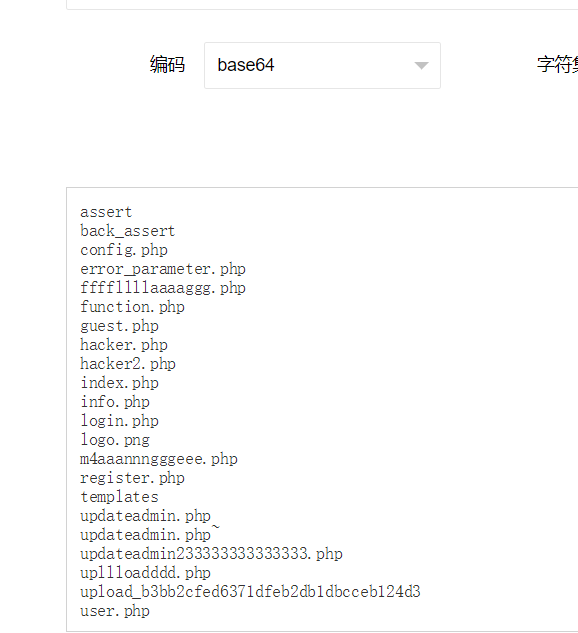 编码 base64 字符集
assert
back_assert
config.php
error_parameter.php
ffffllllaaaaggg.php
function.php
guest.php
hacker.php
hacker2.php
index.php
info.php
login.php
logo.png
m4aaannngggeee.php
register.php
templates
updateadmin.php
updateadmin.php~
updateadmin233333333333333.php
upllloadddd.php
upload_b3bb2cfed6371dfeb2db1dbcceb124d3
user.php